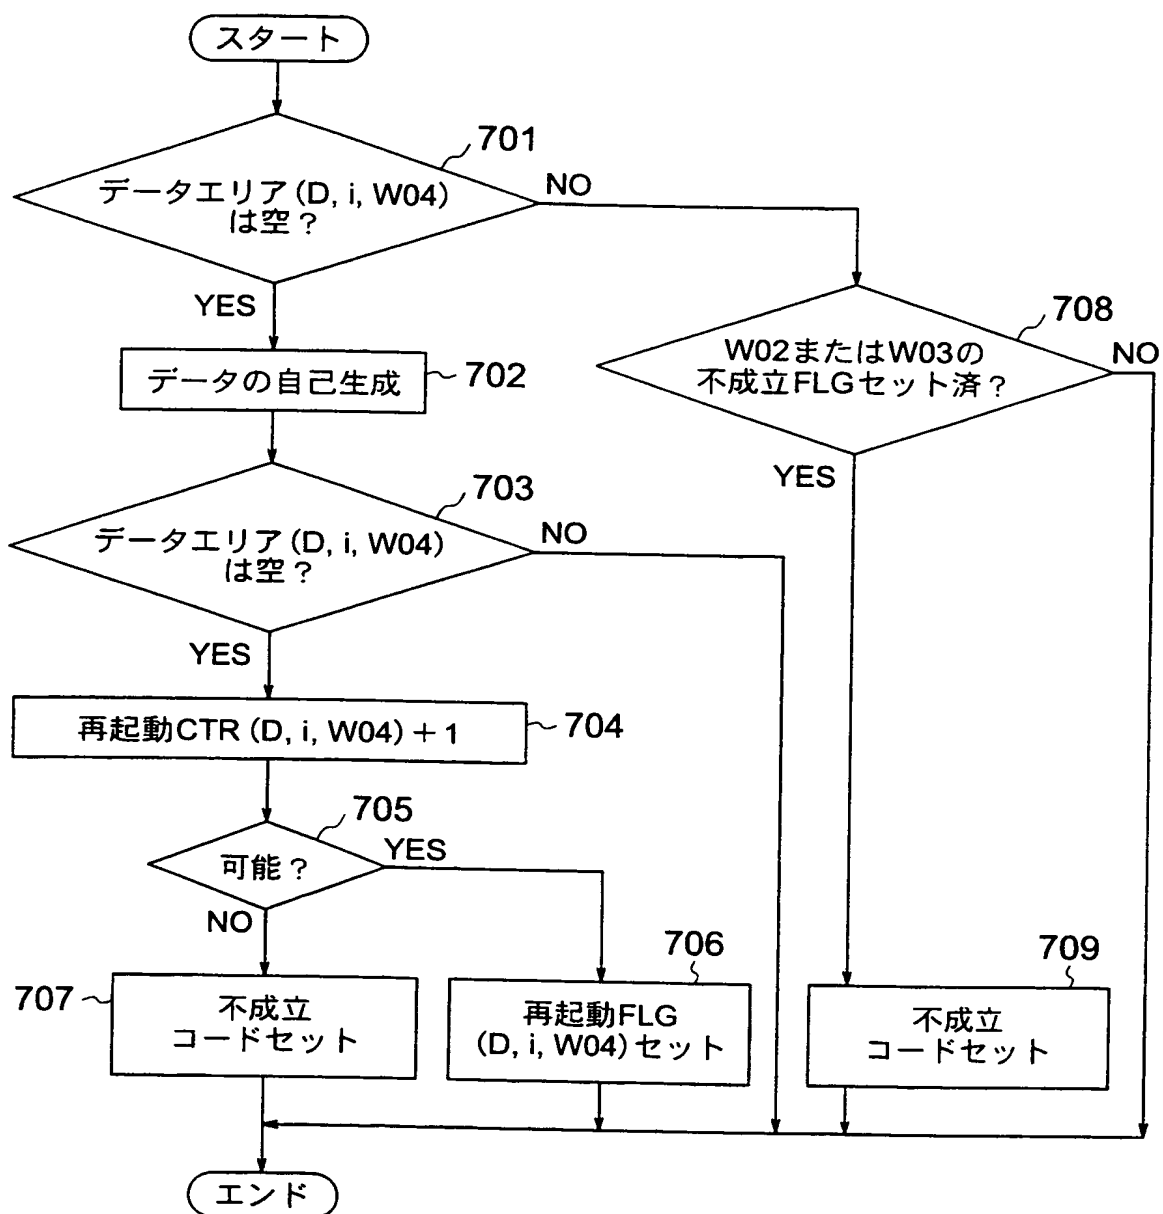 スタート
701
データエリア(D, i, W04)
は空?
NO
YES
708
W02またはW03の
不成立FLGセット済?
NO
YES
データの自己生成
702
703
データエリア(D, i, W04)
は空?
NO
YES
再起動CTR (D, i, W04)+1
704
705
可能?
YES
NO
707
不成立
コードセット
706
再起動FLG
(D, i, W04)セット
709
不成立
コードセット
エンド